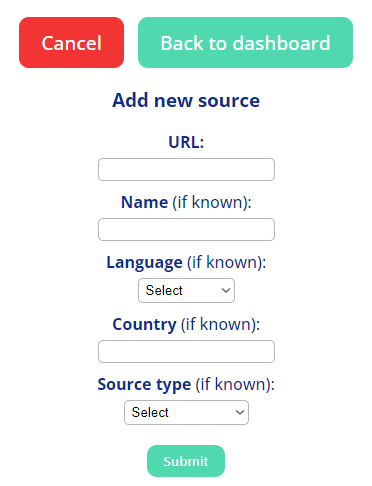 Cancel Back to dashboard
Add new source
URL:
Name (if known):
Language (if known):
Select
Country (if known):
Source type (if known):
Select
Submit